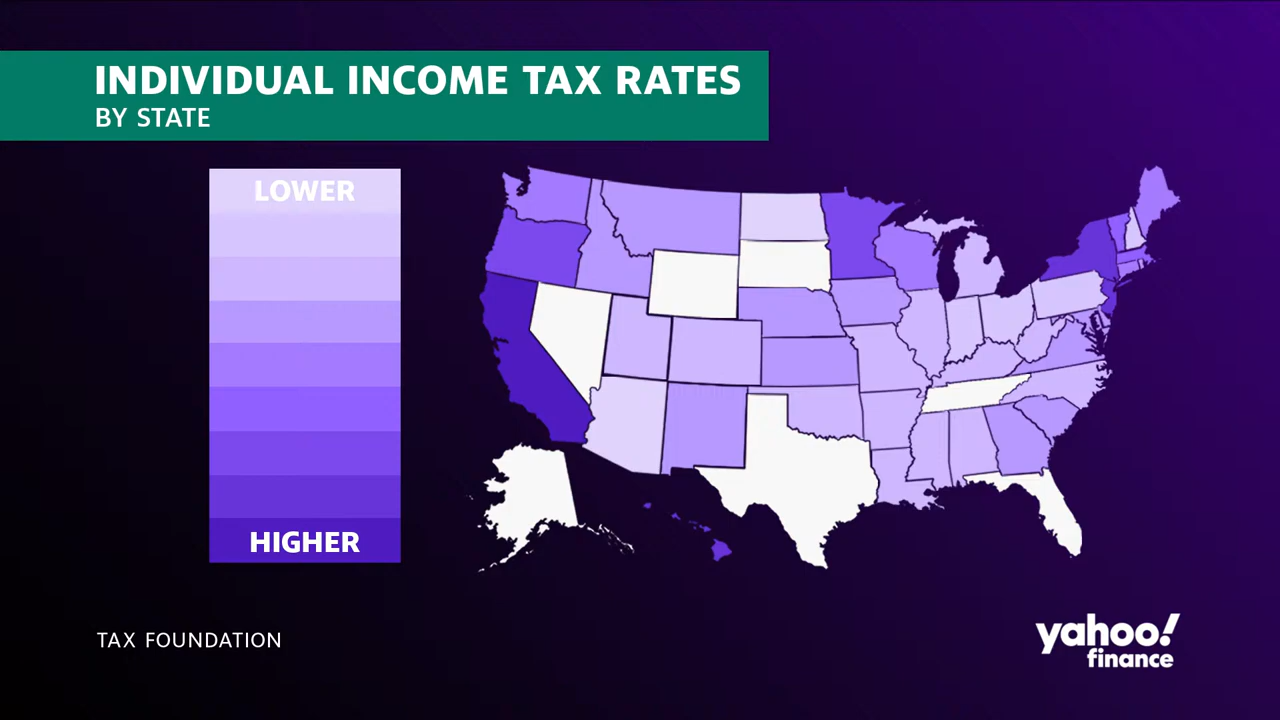 INDIVIDUAL INCOME TAX RATES
BY STATE
LOWER
HIGHER
TAX FOUNDATION
yahoo!
finance